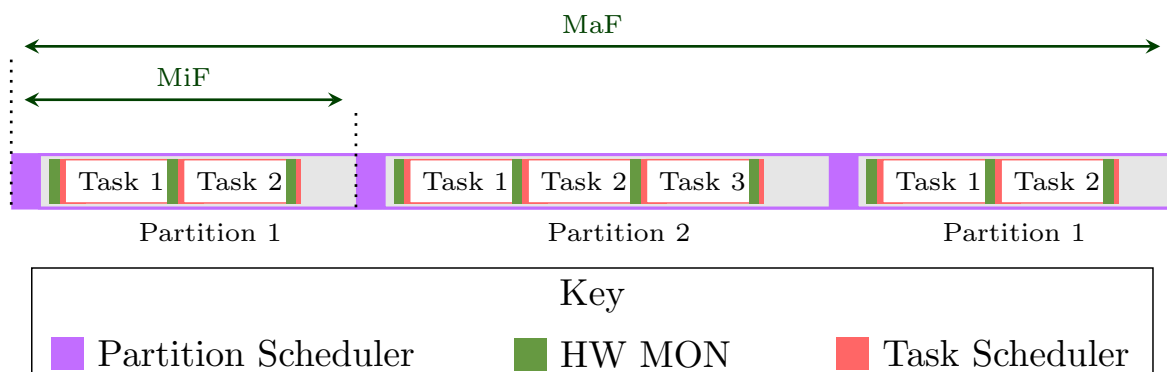 MaF
MiF
Task 1 Task 2 Task 1 Task 2 Task 3 Task 1 Task 2
Partition 1 Partition 2 Partition 1
Key
Partition Scheduler HW MON Task Scheduler